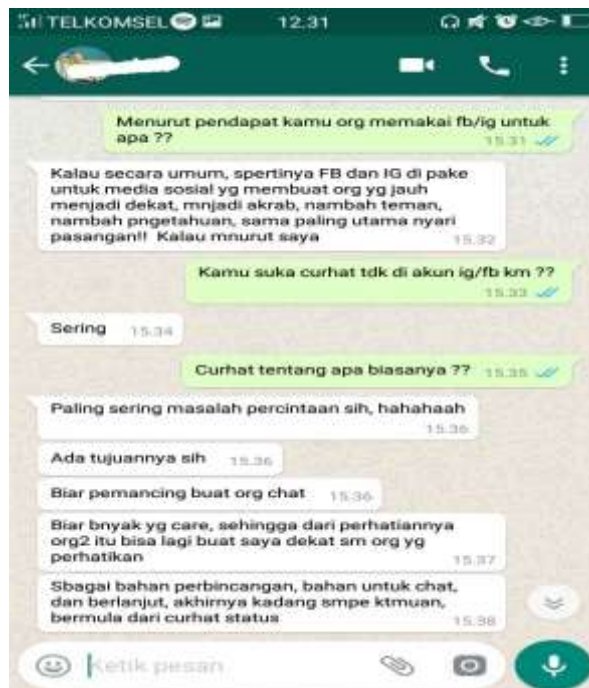 TELKOMSEL 12.31
Menurut pendapat kamu org memakai fb/ig untuk
apa ?? 15.31
Kalau secara umum, spertinya FB dan IG di pake
untuk media sosial yg membuat org yg jauh
menjadi dekat, mnjadi akrab, nambah teman,
nambah pngetahuan, sama paling utama nyari
pasangan!! Kalau mnurut saya 15.32
Kamu suka curhat tdk di akun ig/fb km ??
15.33
Sering 15.34
Curhat tentang apa biasanya ?? 15.35
Paling sering masalah percintaan sih, hahahaah
15.36
Ada tujuannya sih 15.36
Biar pemancing buat org chat 15.36
Biar bnyak yg care, sehingga dari perhatiannya
org2 itu bisa lagi buat saya dekat sm org yg
perhatikan 15.37
Sbagai bahan perbincangan, bahan untuk chat,
dan berlanjut, akhirnya kadang smpe ktmuan,
bermula dari curhat status 15.38
Ketik pesan